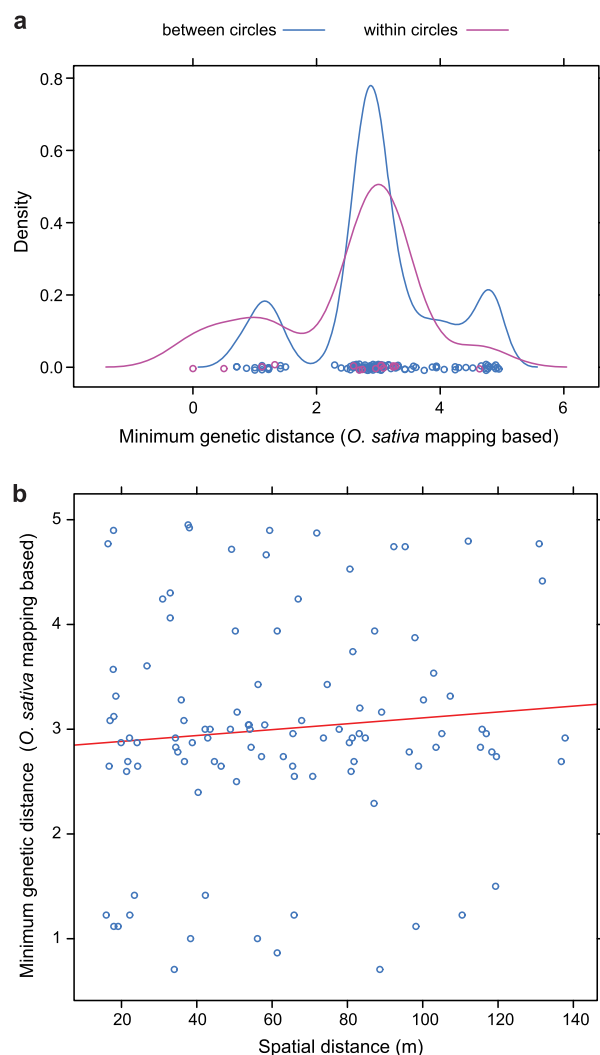 a
between circles within circles
0.8
0.6
0.4
0.2
0.0
Density
0 2 4 6
Minimum genetic distance (O. sativa mapping based)
b
5
4
3
2
1
Minimum genetic distance (O. sativa mapping based)
20 40 60 80 100 120 140
Spatial distance (m)